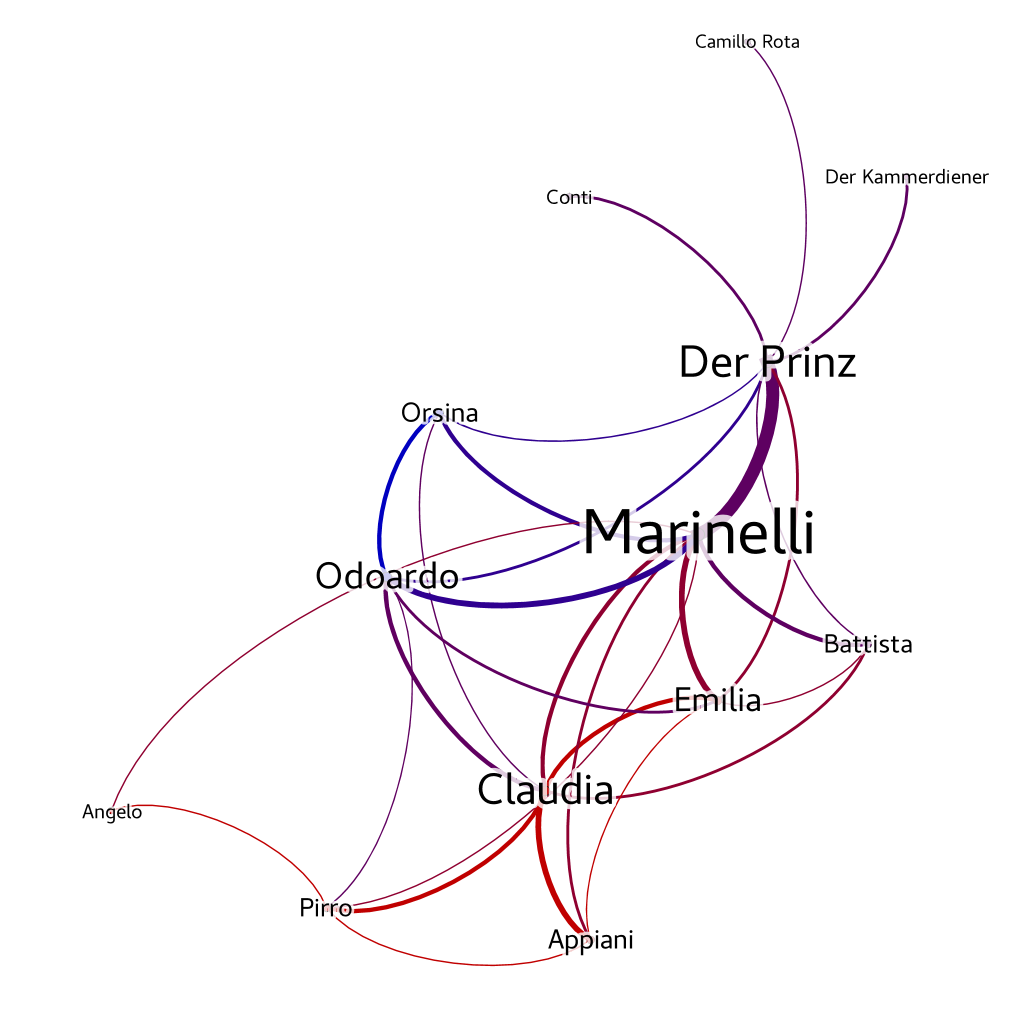 Camillo Rota
Der Kammerdiener
Conti
Der Prinz
Orsina
Marinelli
Odoardo
Battista
Emilia
Claudia
Angelo
Pirro
Appiani